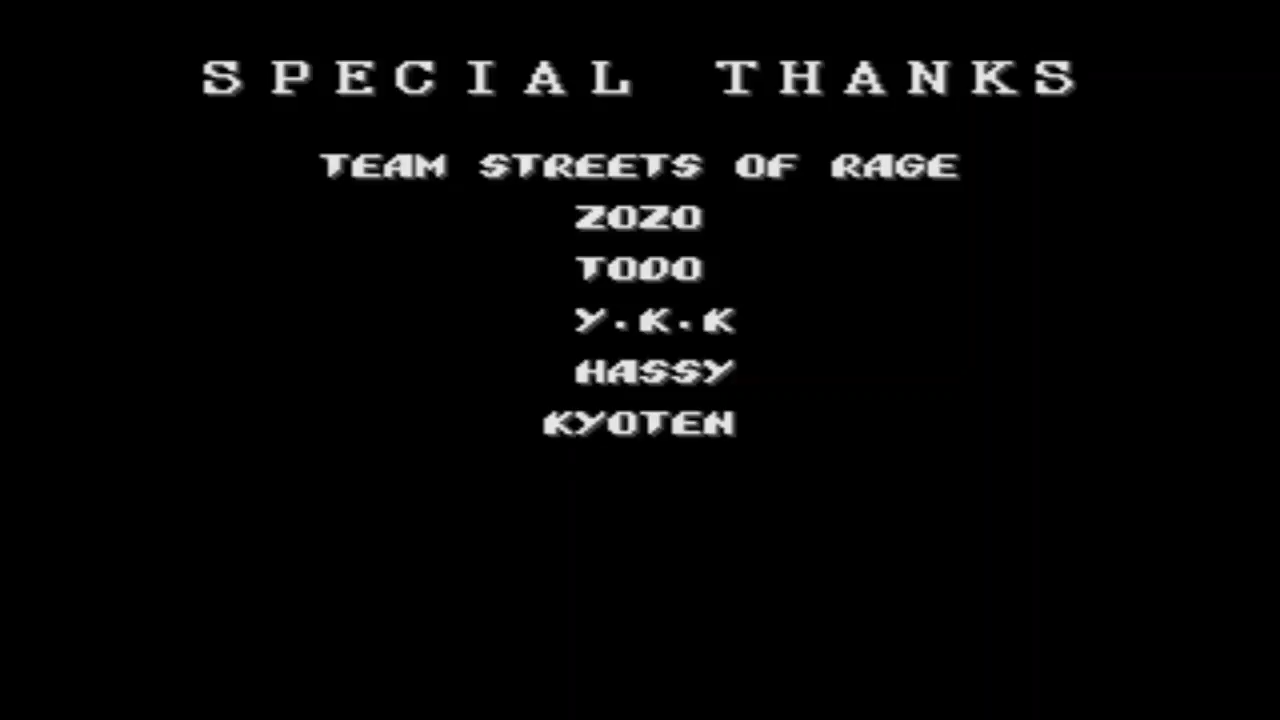 SPECIAL THANKS
TEAM STREETS OF RAGE
ZOZO
TODO
Y.K.K
HASSY
KYOTEN